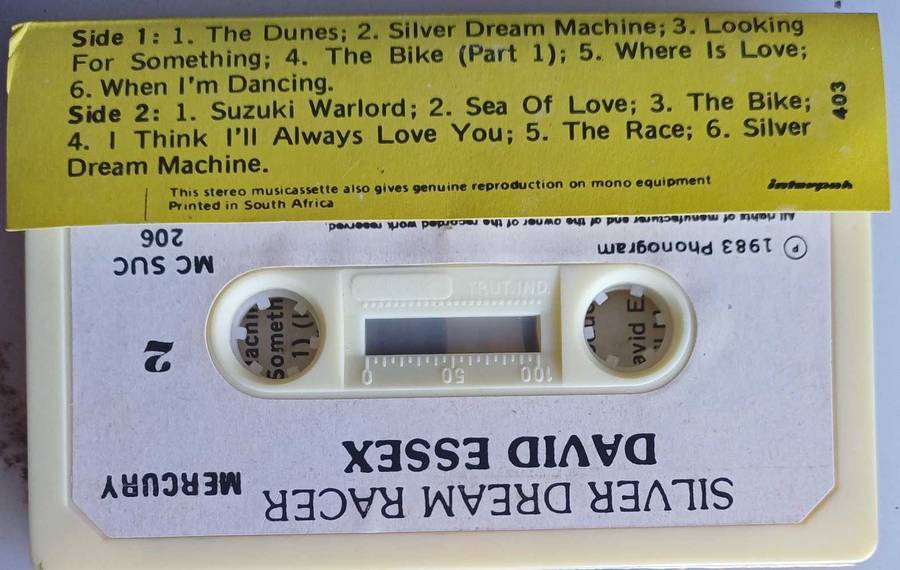 Side 1: 1. The Dunes; 2. Silver Dream Machine; 3. Looking
For Something; 4. The Bike (Part 1); 5. Where Is Love;
6. When I'm Dancing.
Side 2: 1. Suzuki Warlord; 2. Sea Of Love; 3. The Bike;
4. I Think I'll Always Love You; 5. The Race; 6. Silver
Dream Machine.
403
This stereo musicassette also gives genuine reproduction on mono equipment
Printed in South Africa
interpak
SILVER DREAM RACER
DAVID ESSEX
MERCURY
2
0 50 100
TRUT.IND.
MC SUC
206
Ⓟ 1983 Phonogram
All rights of manufacturer and of the owner of the recorded work reserved
Someth
1) (